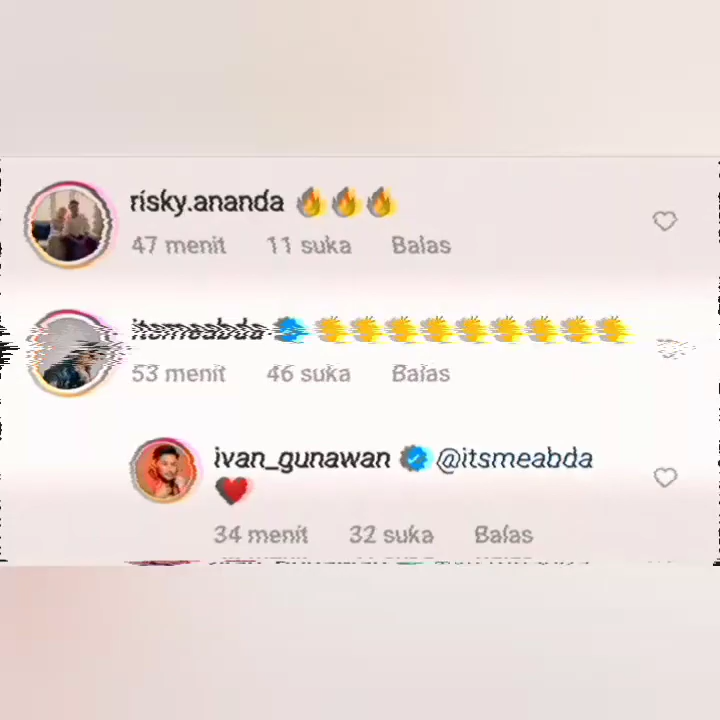 risky.ananda 🔥🔥🔥
47 menit 11 suka Balas
itsmeabda 👏👏👏👏👏👏👏👏👏
53 menit 46 suka Balas
ivan_gunawan @itsmeabda
❤️
34 menit 32 suka Balas